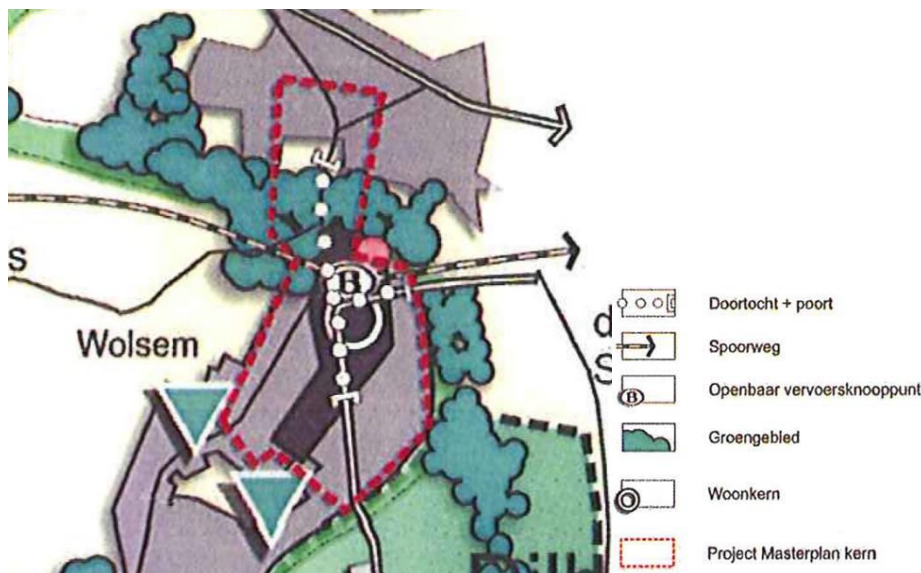 s
Wolsem
B
d
S
Doortocht + poort
Spoorweg
B
Openbaar vervoersknooppunt
Groengebied
Woonkern
Project Masterplan kern